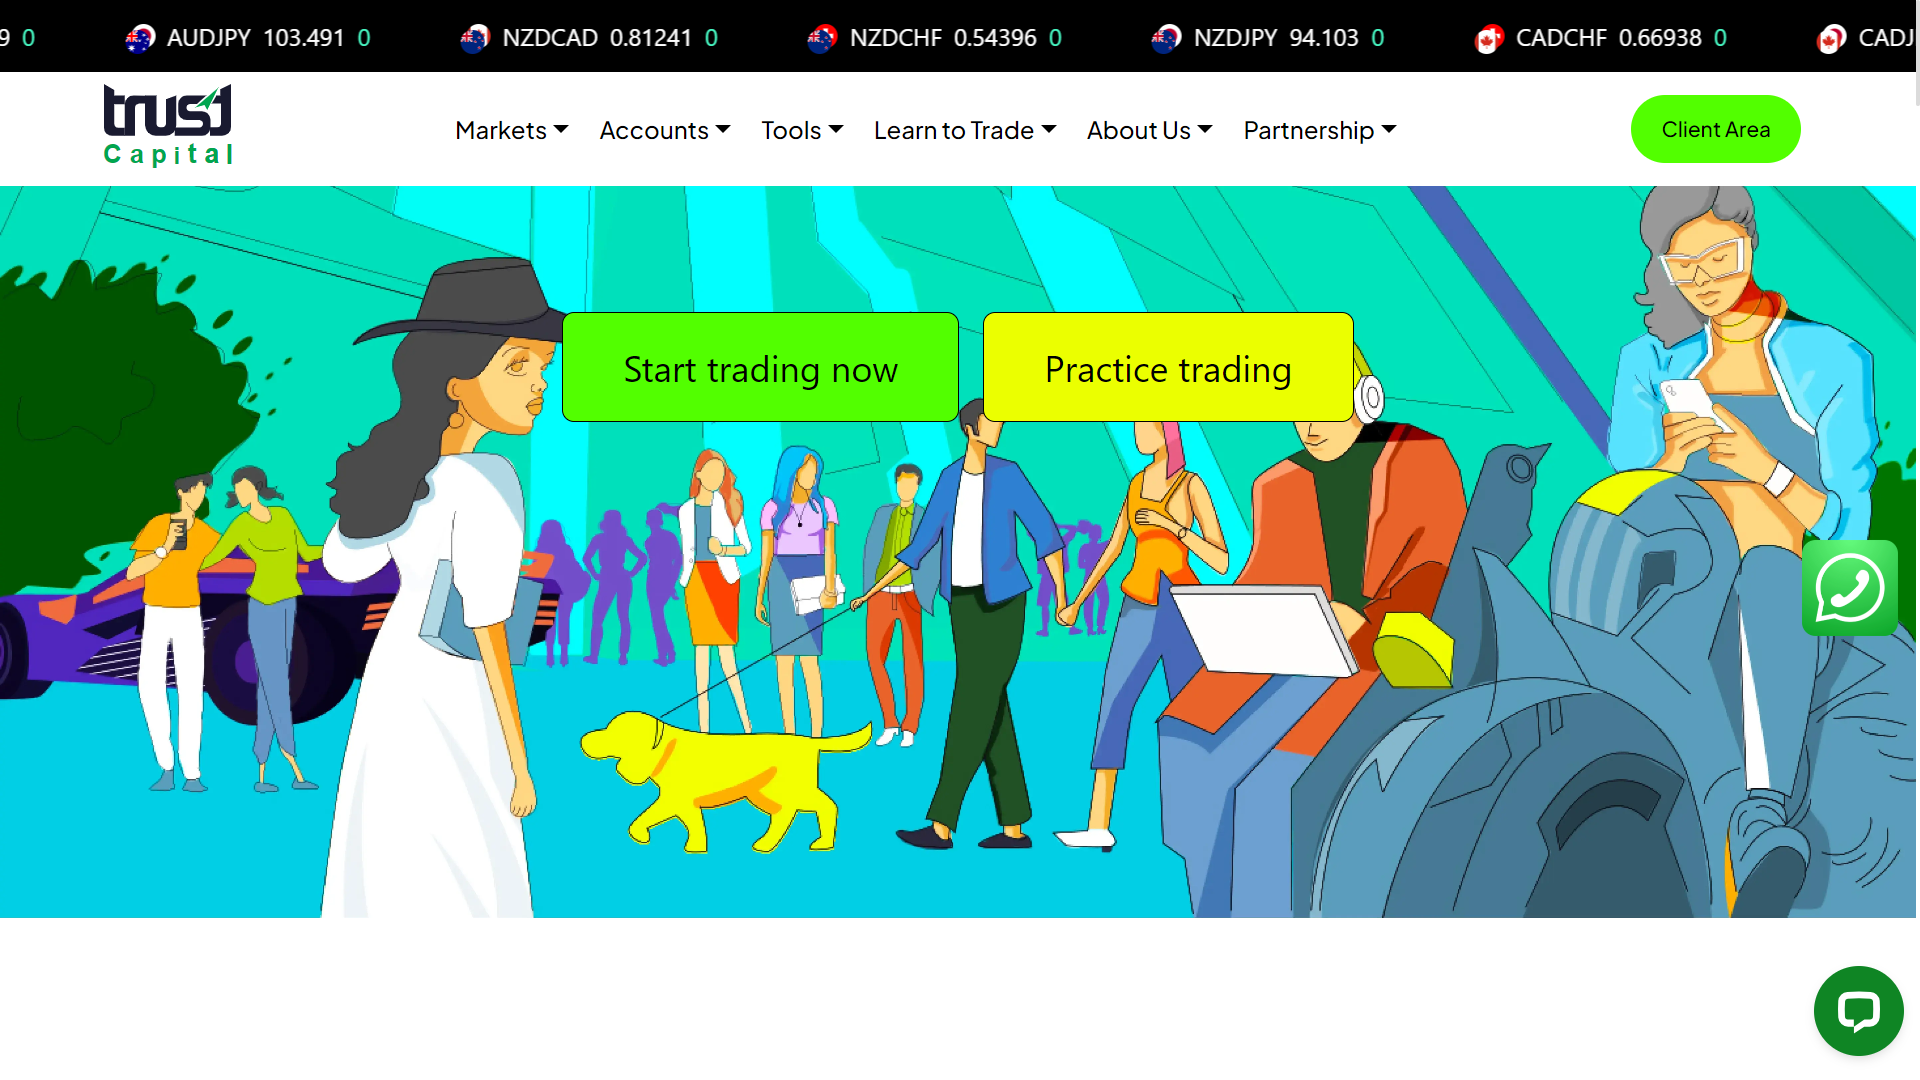 9 0 AUDJPY 103.491 0 NZDCAD 0.81241 0 NZDCHF 0.54396 0 NZDJPY 94.103 0 CADCHF 0.66938 0 CADJ
trust
Capital
Markets Accounts Tools Learn to Trade About Us Partnership
Client Area
Start trading now Practice trading